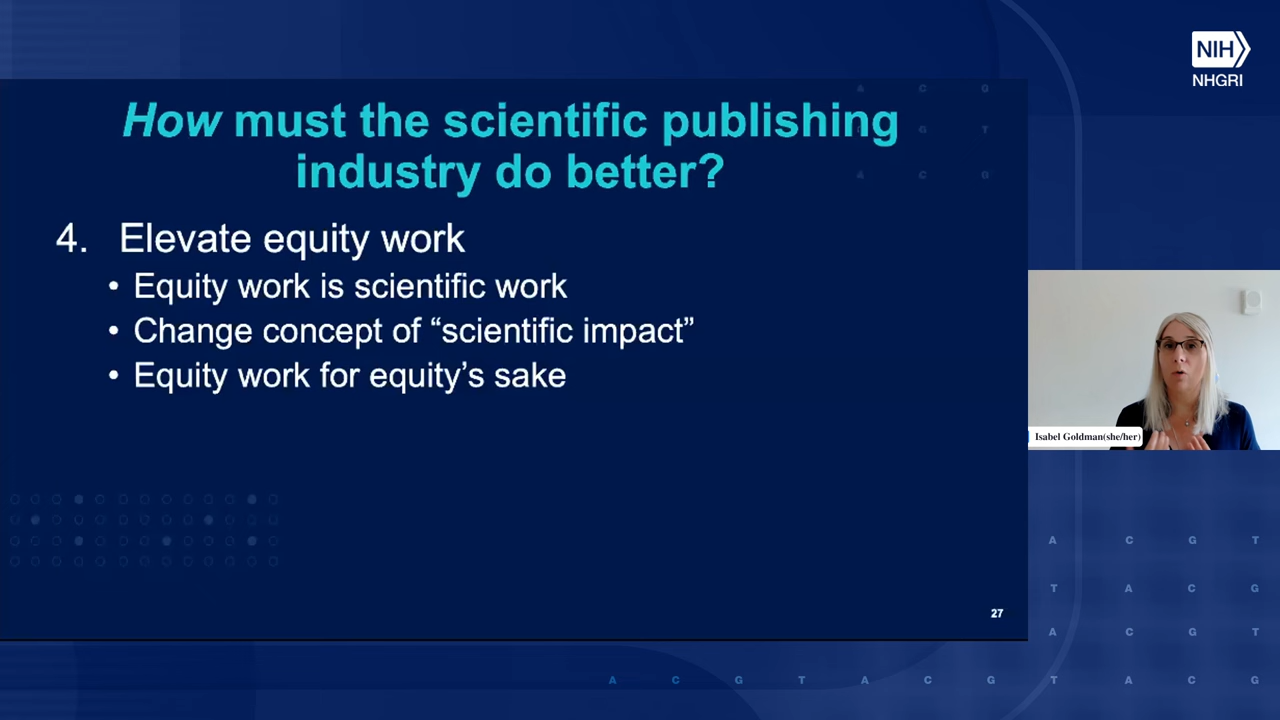 NIH
NHGRI
How must the scientific publishing
industry do better?
4. Elevate equity work
• Equity work is scientific work
• Change concept of “scientific impact”
• Equity work for equity’s sake
27
Isabel Goldman(she/her)
A C G
G T
A C G
A C G T
T A C G
A C G T
A C G T A C G T A C G